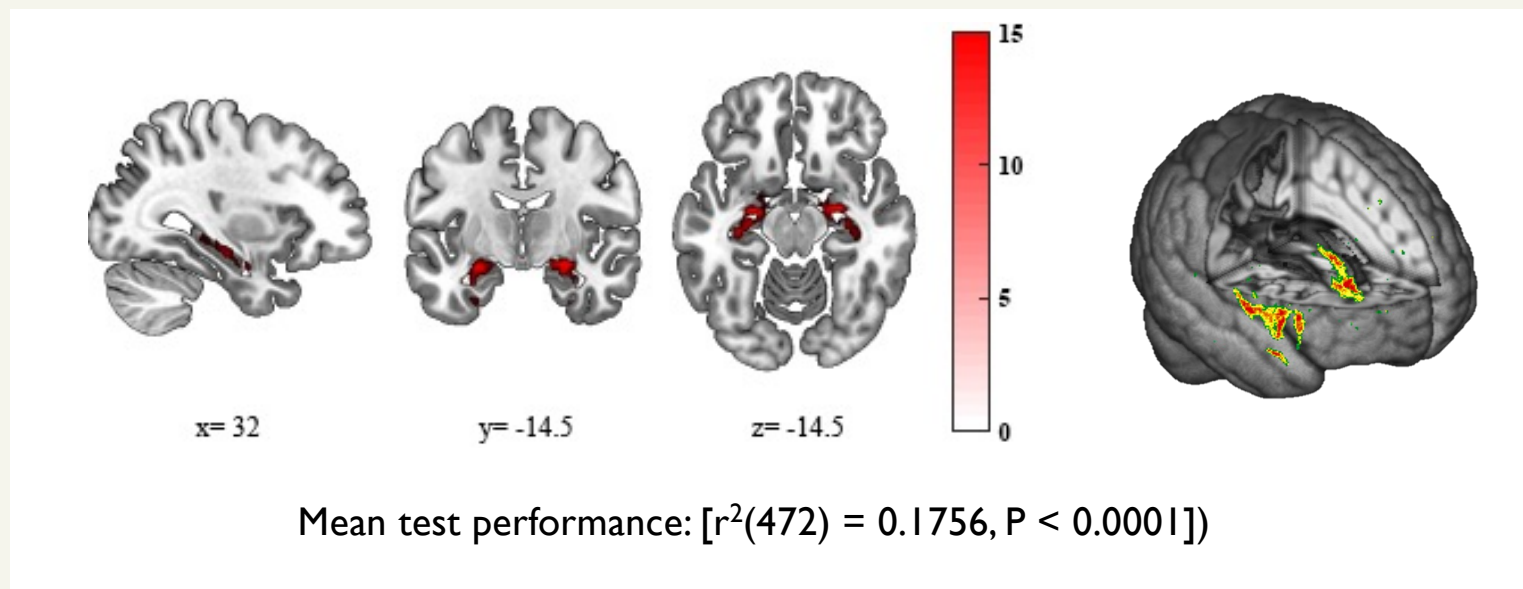 15
10
5
0
x= 32
y= -14.5
z= -14.5
Mean test performance: [r²(472) = 0.1756, P < 0.0001])